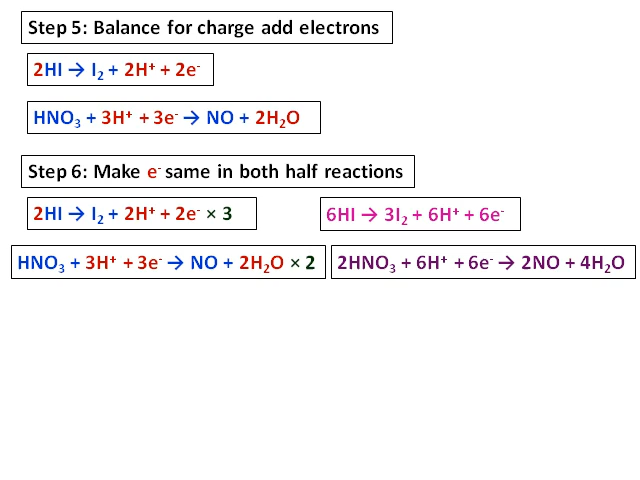 Step 5: Balance for charge add electrons
2HI → I₂ + 2H⁺ + 2e⁻
HNO₃ + 3H⁺ + 3e⁻ → NO + 2H₂O
Step 6: Make e⁻ same in both half reactions
2HI → I₂ + 2H⁺ + 2e⁻ × 3
6HI → 3I₂ + 6H⁺ + 6e⁻
HNO₃ + 3H⁺ + 3e⁻ → NO + 2H₂O × 2
2HNO₃ + 6H⁺ + 6e⁻ → 2NO + 4H₂O